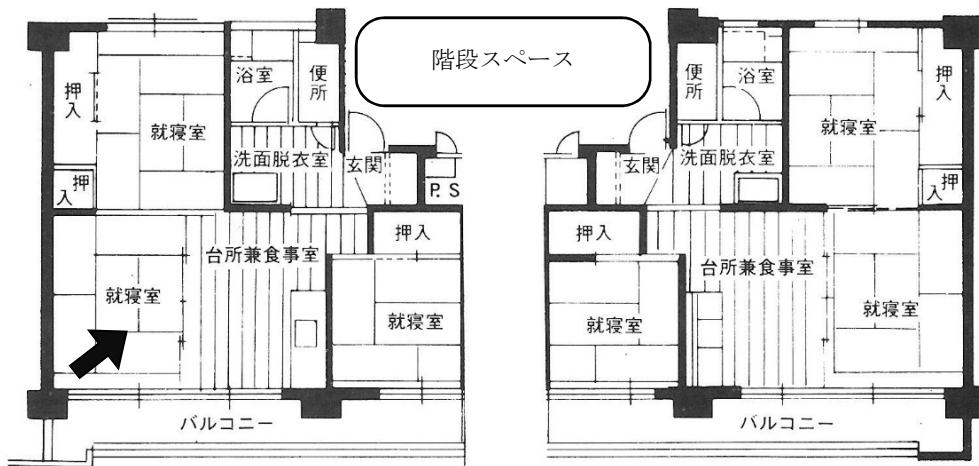 階段スペース
浴室
便所
押入
就寝室
洗面脱衣室
玄関
押入
P.S
台所兼食事室
押入
就寝室
就寝室
バルコニー
便所
浴室
押入
就寝室
玄関
洗面脱衣室
押入
押入
台所兼食事室
就寝室
就寝室
バルコニー